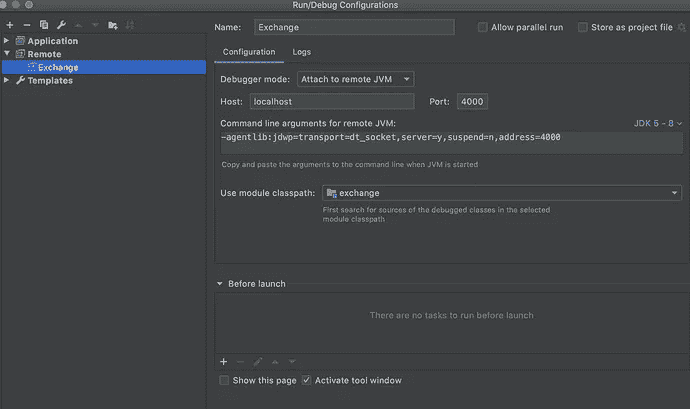 Run/Debug Configurations
Name: Exchange
Allow parallel run
Store as project file
Application
Remote
Exchange
Templates
Configuration
Logs
Debugger mode: Attach to remote JVM
Host: localhost
Port: 4000
Command line arguments for remote JVM:
JDK 5 - 8
-agentlib:jdwp=transport=dt_socket,server=y,suspend=n,address=4000
Copy and paste the arguments to the command line when JVM is started
Use module classpath: exchange
First search for sources of the debugged classes in the selected
module classpath
Before launch
There are no tasks to run before launch
Show this page
Activate tool window